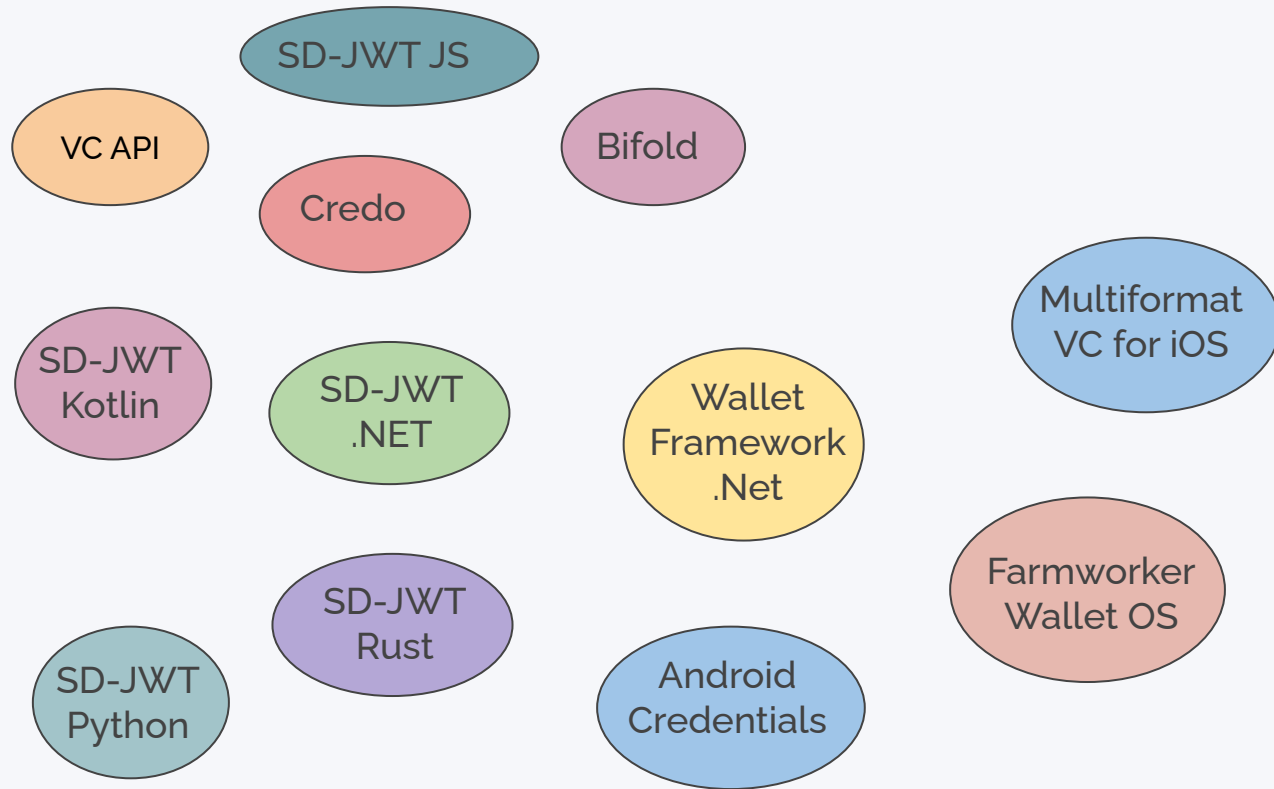 SD-JWT JS
VC API
Bifold
Credo
Multiformat
VC for iOS
SD-JWT
Kotlin
SD-JWT
.NET
Wallet
Framework
.Net
Farmworker
Wallet OS
SD-JWT
Rust
SD-JWT
Python
Android
Credentials